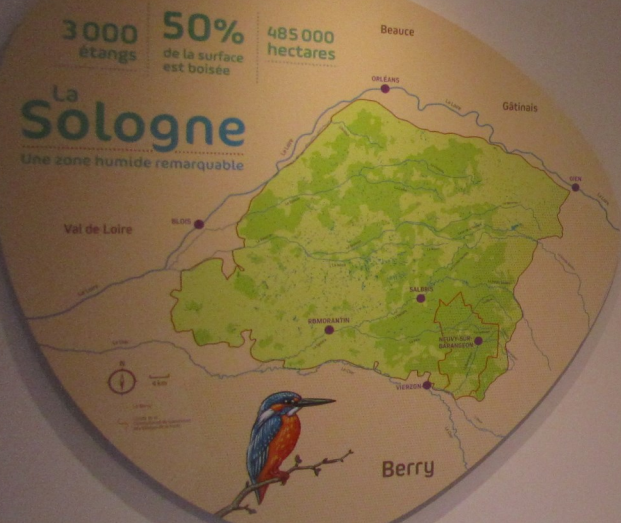 3 000
étangs
50%
de la surface
est boisée
485 000
hectares
Beauce
La
Sologne
Une zone humide remarquable
ORLÉANS
Gâtinais
GIEN
Val de Loire
BLOIS
SALBRIS
ROMORANTIN
NEUVY-SUR-
BARANGEON
VIERZON
N
Berry